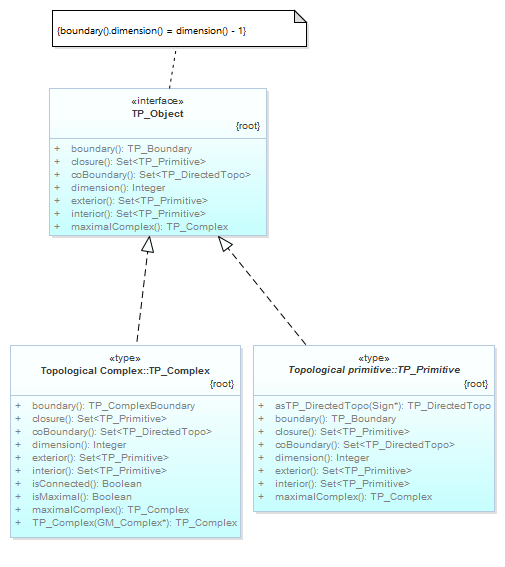 {boundary().dimension() = dimension() - 1}
«interface»
TP_Object
{root}
+ boundary(): TP_Boundary
+ closure(): Set<TP_Primitive>
+ coBoundary(): Set<TP_DirectedTopo>
+ dimension(): Integer
+ exterior(): Set<TP_Primitive>
+ interior(): Set<TP_Primitive>
+ maximalComplex(): TP_Complex
«type»
Topological Complex::TP_Complex
{root}
+ boundary(): TP_ComplexBoundary
+ closure(): Set<TP_Primitive>
+ coBoundary(): Set<TP_DirectedTopo>
+ dimension(): Integer
+ exterior(): Set<TP_Primitive>
+ interior(): Set<TP_Primitive>
+ isConnected(): Boolean
+ isMaximal(): Boolean
+ maximalComplex(): TP_Complex
+ TP_Complex(GM_Complex*): TP_Complex
«type»
Topological primitive::TP_Primitive
{root}
+ asTP_DirectedTopo(Sign*): TP_DirectedTopo
+ boundary(): TP_Boundary
+ closure(): Set<TP_Primitive>
+ coBoundary(): Set<TP_DirectedTopo>
+ dimension(): Integer
+ exterior(): Set<TP_Primitive>
+ interior(): Set<TP_Primitive>
+ maximalComplex(): TP_Complex